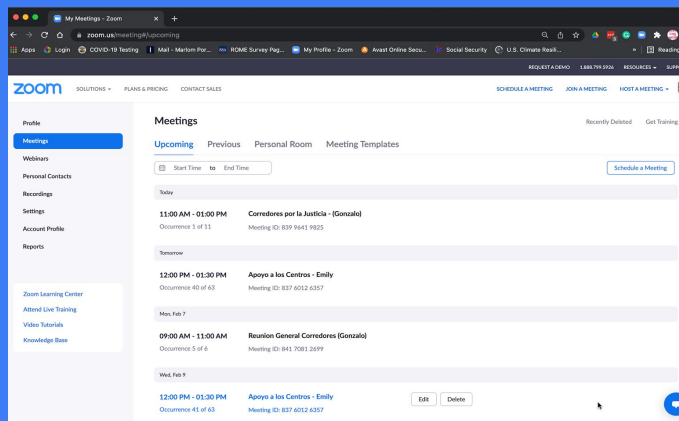 My Meetings - Zoom
zoom.us/meeting#/upcoming
Apps Login COVID-19 Testing Mail - Marlom Por... ROME Survey Pag... My Profile - Zoom Avast Online Secu... Social Security U.S. Climate Resili... » Reading
REQUEST A DEMO 1.888.799.5926 RESOURCES SUPP
zoom SOLUTIONS PLANS & PRICING CONTACT SALES SCHEDULE A MEETING JOIN A MEETING HOST A MEETING
Profile
Meetings
Webinars
Personal Contacts
Recordings
Settings
Account Profile
Reports
Zoom Learning Center
Attend Live Training
Video Tutorials
Knowledge Base
Meetings Recently Deleted Get Training
Upcoming Previous Personal Room Meeting Templates
Start Time to End Time Schedule a Meeting
Today
11:00 AM - 01:00 PM Corredores por la Justicia - (Gonzalo)
Occurrence 1 of 11 Meeting ID: 839 9641 9825
Tomorrow
12:00 PM - 01:30 PM Apoyo a los Centros - Emily
Occurrence 40 of 63 Meeting ID: 837 6012 6357
Mon, Feb 7
09:00 AM - 11:00 AM Reunion General Corredores (Gonzalo)
Occurrence 5 of 6 Meeting ID: 841 7081 2699
Wed, Feb 9
12:00 PM - 01:30 PM Apoyo a los Centros - Emily Edit Delete
Occurrence 41 of 63 Meeting ID: 837 6012 6357